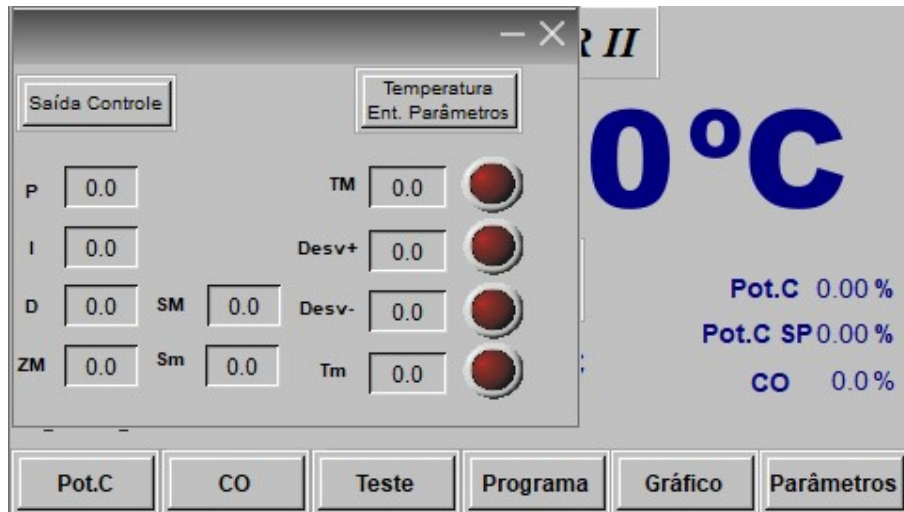 R II
Saída Controle
Temperatura
Ent. Parâmetros
0ºC
P 0.0
TM 0.0
I 0.0
Desv+ 0.0
D 0.0 SM 0.0
Desv- 0.0
ZM 0.0 Sm 0.0
Tm 0.0
Pot.C 0.00 %
Pot.C SP 0.00 %
CO 0.0 %
Pot.C CO Teste Programa Gráfico Parâmetros